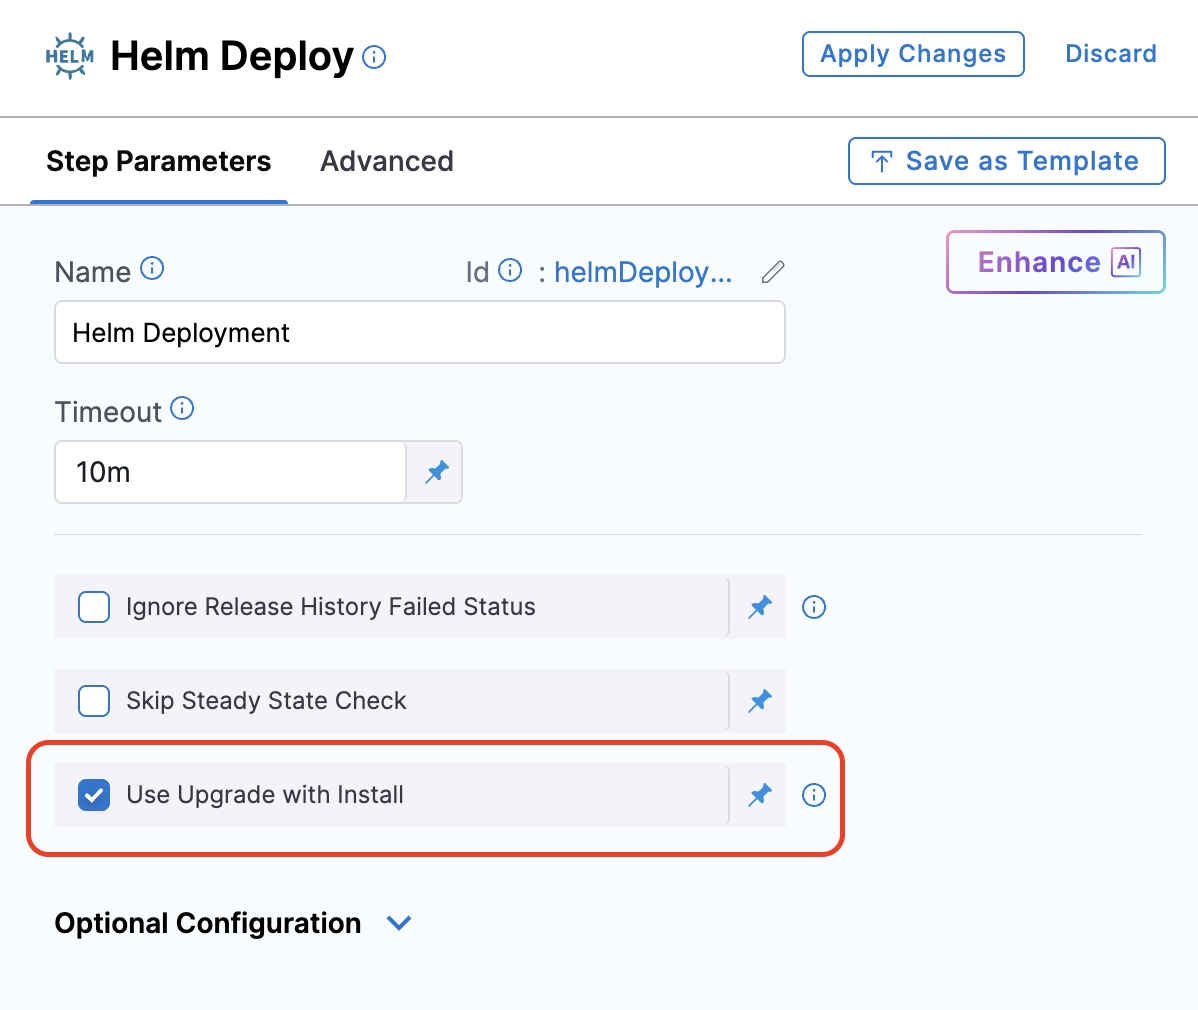 HELM Helm Deploy Apply Changes Discard
Step Parameters Advanced Save as Template
Name Id : helmDeploy... Enhance AI
Helm Deployment
Timeout
10m
Ignore Release History Failed Status
Skip Steady State Check
Use Upgrade with Install
Optional Configuration